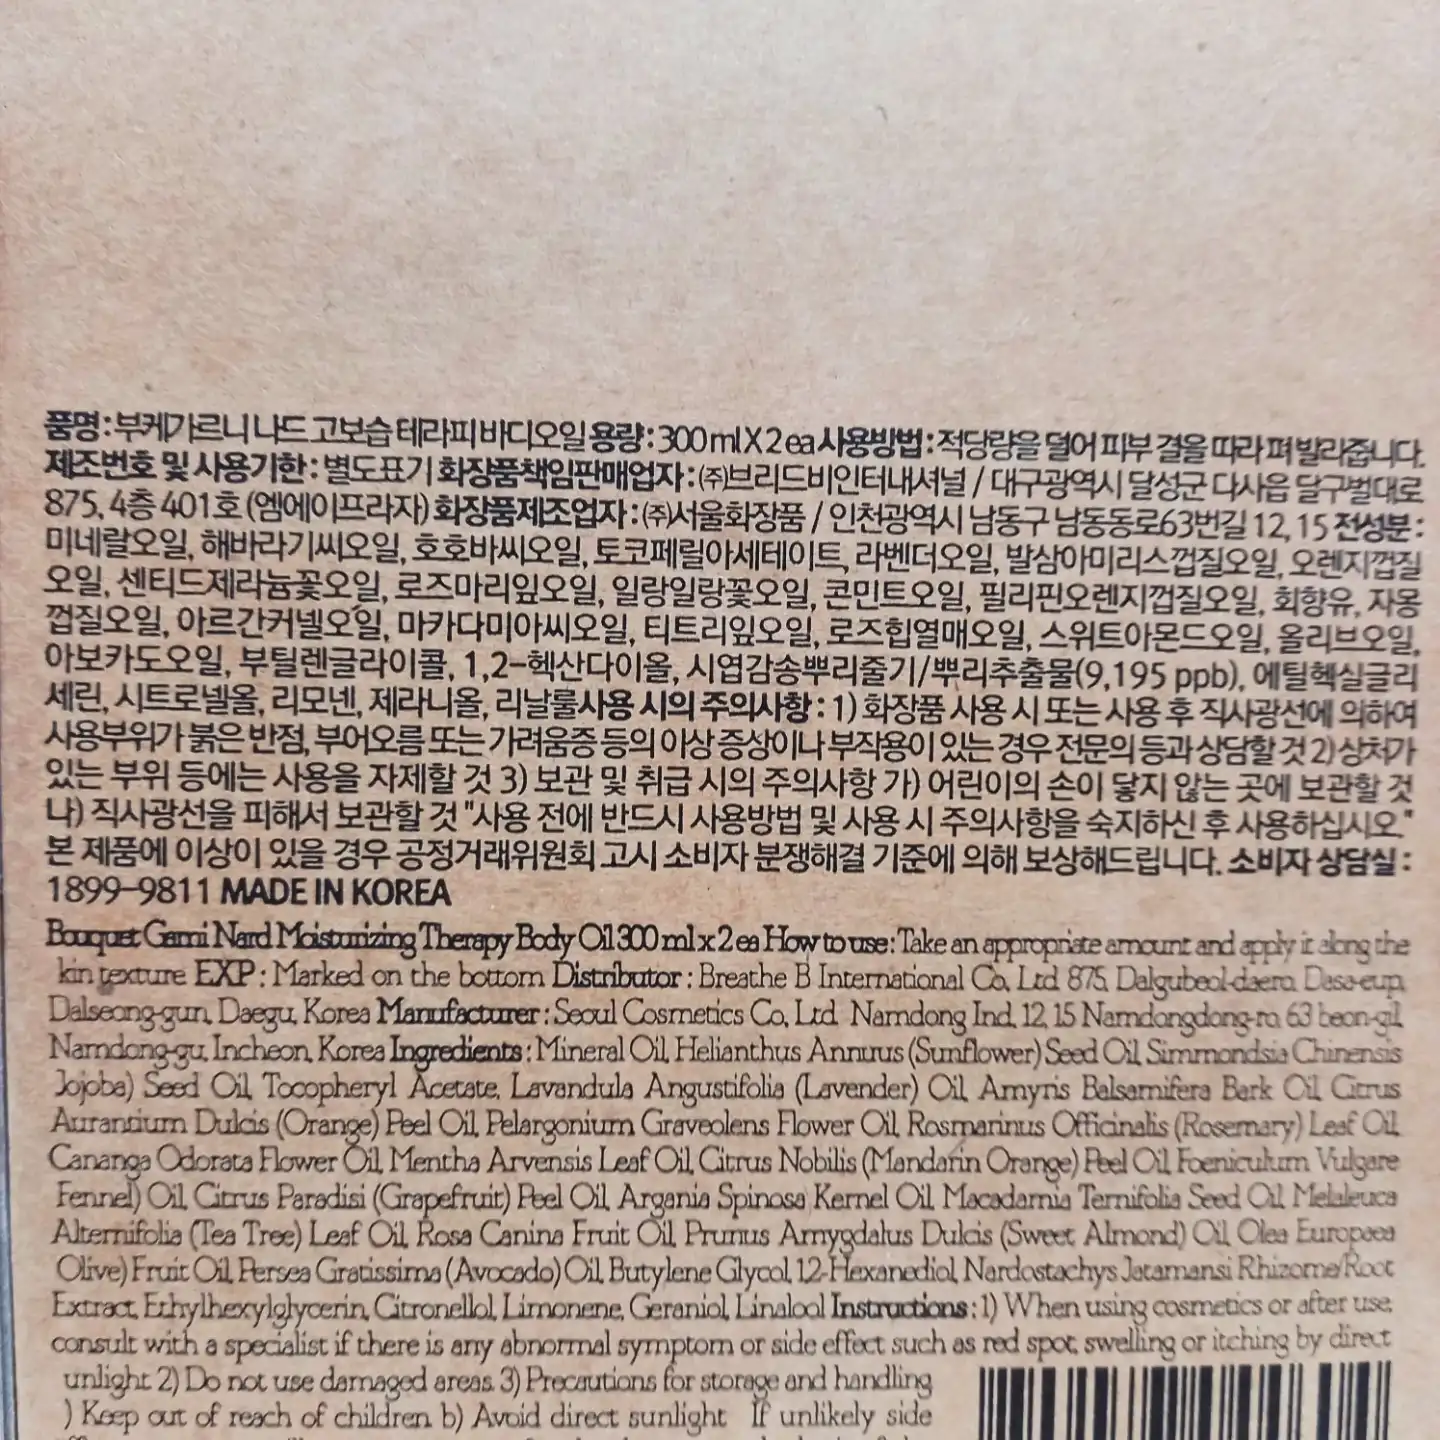 품명 : 부케가르니 나드 고보습 테라피 바디오일 용량 : 300ml X 2ea 사용방법 : 적당량을 덜어 피부 결을 따라 펴 발라줍니다.
제조번호 및 사용기한 : 별도표기 화장품책임판매업자 : (주)브리드비인터내셔널 / 대구광역시 달성군 다사읍 달구벌대로
875, 4층 401호 (엠에이프라자) 화장품제조업자 : (주)서울화장품 / 인천광역시 남동구 남동동로63번길 12, 15 전성분 :
미네랄오일, 해바라기씨오일, 호호바씨오일, 토코페릴아세테이트, 라벤더오일, 발삼아미리스껍질오일, 오렌지껍질
오일, 센티드제라늄꽃오일, 로즈마리잎오일, 일랑일랑꽃오일, 콘민트오일, 필리핀오렌지껍질오일, 회향유, 자몽
껍질오일, 아르간커넬오일, 마카다미아씨오일, 티트리잎오일, 로즈힙열매오일, 스위트아몬드오일, 올리브오일,
아보카도오일, 부틸렌글라이콜, 1,2-헥산다이올, 시엽감송뿌리줄기/뿌리추출물(9,195 ppb), 에틸헥실글리
세린, 시트로넬올, 리모넨, 제라니올, 리날룰사용 시의 주의사항 : 1) 화장품 사용 시 또는 사용 후 직사광선에 의하여
사용부위가 붉은 반점, 부어오름 또는 가려움증 등의 이상 증상이나 부작용이 있는 경우 전문의 등과 상담할 것 2) 상처가
있는 부위 등에는 사용을 자제할 것 3) 보관 및 취급 시의 주의사항 가) 어린이의 손이 닿지 않는 곳에 보관할 것
나) 직사광선을 피해서 보관할 것 "사용 전에 반드시 사용방법 및 사용 시 주의사항을 숙지하신 후 사용하십시오."
본 제품에 이상이 있을 경우 공정거래위원회 고시 소비자 분쟁해결 기준에 의해 보상해드립니다. 소비자 상담실 :
1899-9811 MADE IN KOREA
Bouquet Garni Nard Moisturizing Therapy Body Oil 300 ml x 2 ea How to use : Take an appropriate amount and apply it along the
kin texture EXP : Marked on the bottom Distributor : Breathe B International Co., Ltd 875, Dalgubeol-daero, Dasa-eup,
Dalseong-gun, Daegu, Korea Manufacturer : Seoul Cosmetics Co., Ltd Namdong Ind, 12, 15 Namdongdong-ro, 63 beon-gil,
Namdong-gu, Incheon, Korea Ingredients : Mineral Oil, Helianthus Annuus (Sunflower) Seed Oil, Simmondsia Chinensis
Jojoba) Seed Oil, Tocopheryl Acetate, Lavandula Angustifolia (Lavender) Oil, Amyris Balsamifera Bark Oil, Citrus
Aurantium Dulcis (Orange) Peel Oil, Pelargonium Graveolens Flower Oil, Rosmarinus Officinalis (Rosemary) Leaf Oil,
Cananga Odorata Flower Oil, Mentha Arvensis Leaf Oil, Citrus Nobilis (Mandarin Orange) Peel Oil, Foeniculum Vulgare
Fennel) Oil, Citrus Paradisi (Grapefruit) Peel Oil, Argania Spinosa Kernel Oil, Macadamia Ternifolia Seed Oil, Melaleuca
Alternifolia (Tea Tree) Leaf Oil, Rosa Canina Fruit Oil, Prunus Amygdalus Dulcis (Sweet Almond) Oil, Olea Europaea
Olive) Fruit Oil, Persea Gratissima (Avocado) Oil, Butylene Glycol, 1,2-Hexanediol, Nardostachys Jatamansi Rhizome/Root
Extract, Ethylhexylglycerin, Citronellol, Limonene, Geraniol, Linalool Instructions : 1) When using cosmetics or after use,
consult with a specialist if there is any abnormal symptom or side effect such as red spot, swelling or itching by direct
unlight. 2) Do not use damaged areas. 3) Precautions for storage and handling
) Keep out of reach of children. b) Avoid direct sunlight If unlikely side